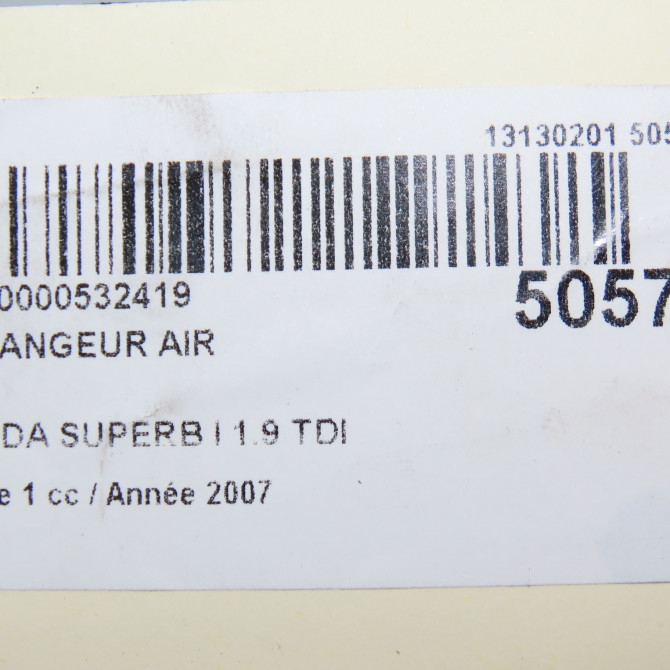 13130201 505
0000532419
5057
ANGEUR AIR
DA SUPERB I 1.9 TDI
e 1 cc / Année 2007